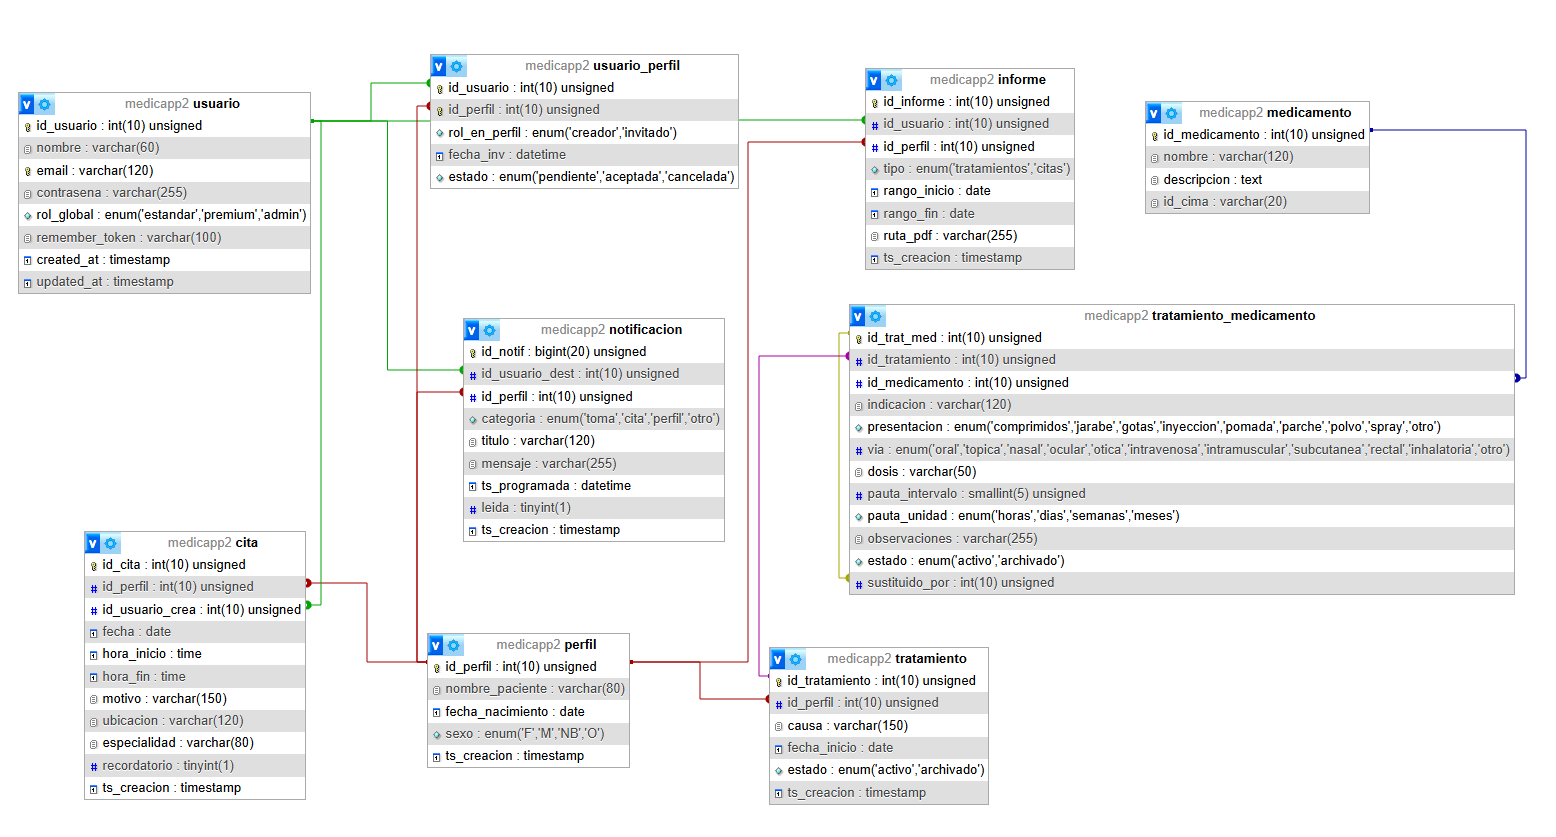 medicapp2 usuario
id_usuario : int(10) unsigned
nombre : varchar(60)
email : varchar(120)
contrasena : varchar(255)
rol_global : enum('estandar','premium','admin')
remember_token : varchar(100)
created_at : timestamp
updated_at : timestamp
medicapp2 usuario_perfil
id_usuario : int(10) unsigned
id_perfil : int(10) unsigned
rol_en_perfil : enum('creador','invitado')
fecha_inv : datetime
estado : enum('pendiente','aceptada','cancelada')
medicapp2 informe
id_informe : int(10) unsigned
id_usuario : int(10) unsigned
id_perfil : int(10) unsigned
tipo : enum('tratamientos','citas')
rango_inicio : date
rango_fin : date
ruta_pdf : varchar(255)
ts_creacion : timestamp
medicapp2 medicamento
id_medicamento : int(10) unsigned
nombre : varchar(120)
descripcion : text
id_cima : varchar(20)
medicapp2 notificacion
id_notif : bigint(20) unsigned
id_usuario_dest : int(10) unsigned
id_perfil : int(10) unsigned
categoria : enum('toma','cita','perfil','otro')
titulo : varchar(120)
mensaje : varchar(255)
ts_programada : datetime
leida : tinyint(1)
ts_creacion : timestamp
medicapp2 tratamiento_medicamento
id_trat_med : int(10) unsigned
id_tratamiento : int(10) unsigned
id_medicamento : int(10) unsigned
indicacion : varchar(120)
presentacion : enum('comprimidos','jarabe','gotas','inyeccion','pomada','parche','polvo','spray','otro')
via : enum('oral','topica','nasal','ocular','otica','intravenosa','intramuscular','subcutanea','rectal','inhalatoria','otro')
dosis : varchar(50)
pauta_intervalo : smallint(5) unsigned
pauta_unidad : enum('horas','dias','semanas','meses')
observaciones : varchar(255)
estado : enum('activo','archivado')
sustituido_por : int(10) unsigned
medicapp2 cita
id_cita : int(10) unsigned
id_perfil : int(10) unsigned
id_usuario_crea : int(10) unsigned
fecha : date
hora_inicio : time
hora_fin : time
motivo : varchar(150)
ubicacion : varchar(120)
especialidad : varchar(80)
recordatorio : tinyint(1)
ts_creacion : timestamp
medicapp2 perfil
id_perfil : int(10) unsigned
nombre_paciente : varchar(80)
fecha_nacimiento : date
sexo : enum('F','M','NB','O')
ts_creacion : timestamp
medicapp2 tratamiento
id_tratamiento : int(10) unsigned
id_perfil : int(10) unsigned
causa : varchar(150)
fecha_inicio : date
estado : enum('activo','archivado')
ts_creacion : timestamp